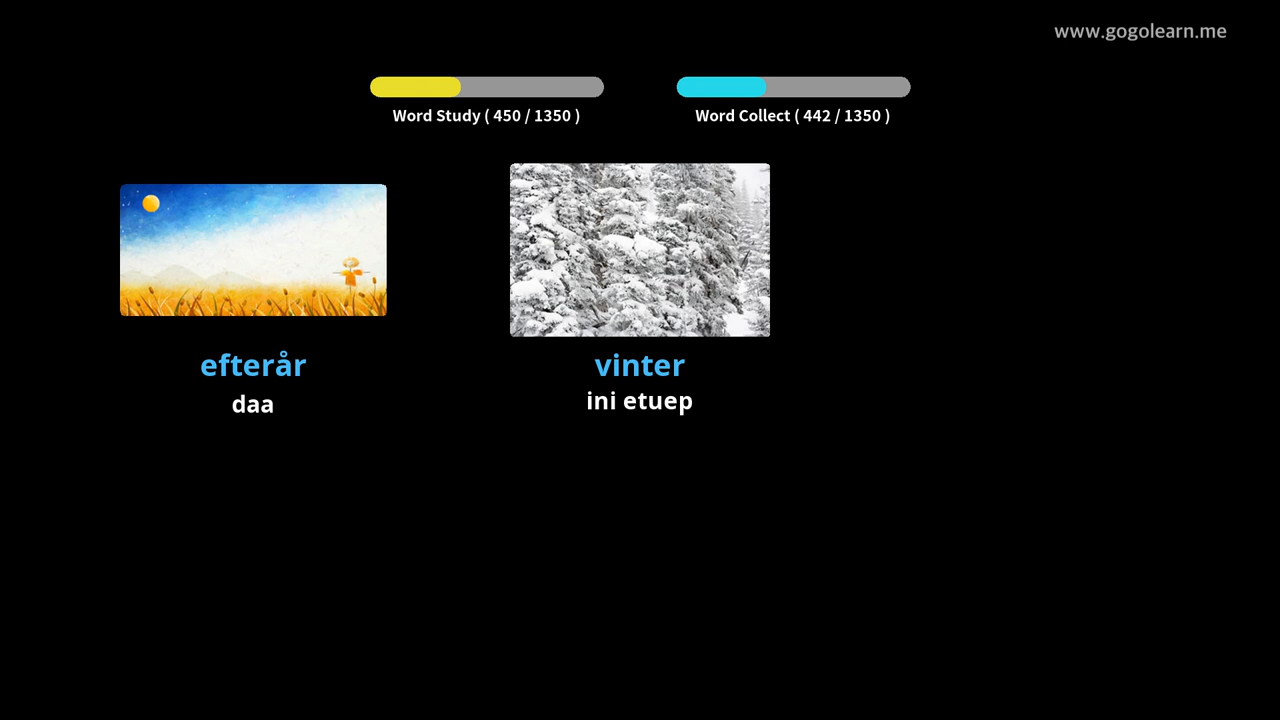 www.gogolearn.me
Word Study ( 450 / 1350 )
Word Collect ( 442 / 1350 )
efterår
daa
vinter
ini etuep